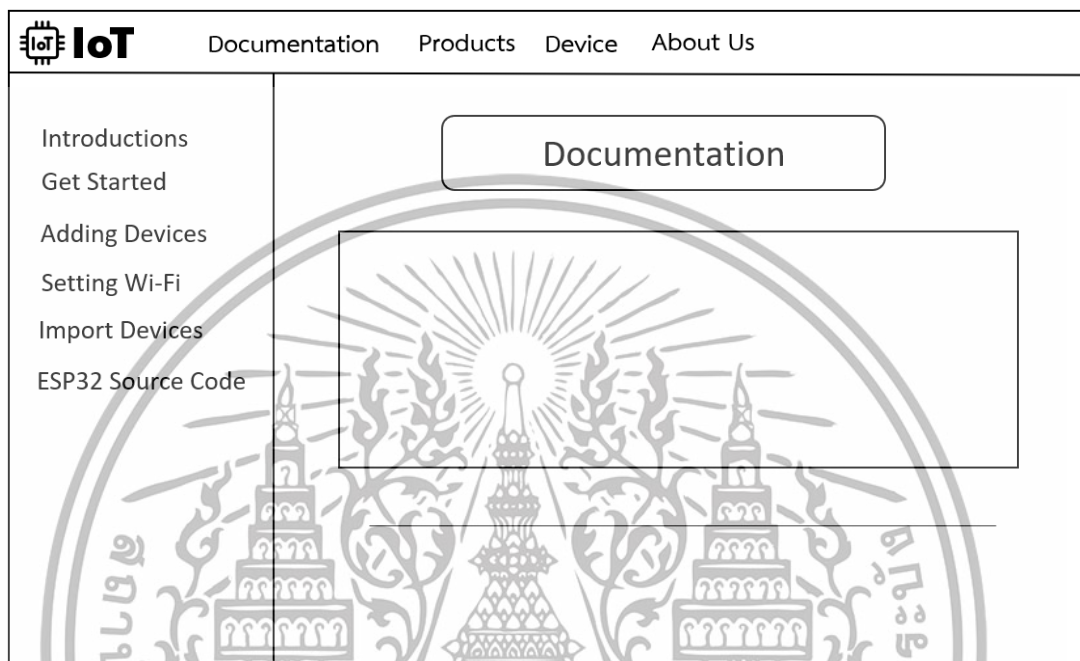 IoT IoT Documentation Products Device About Us
Introductions
Get Started
Adding Devices
Setting Wi-Fi
Import Devices
ESP32 Source Code
Documentation